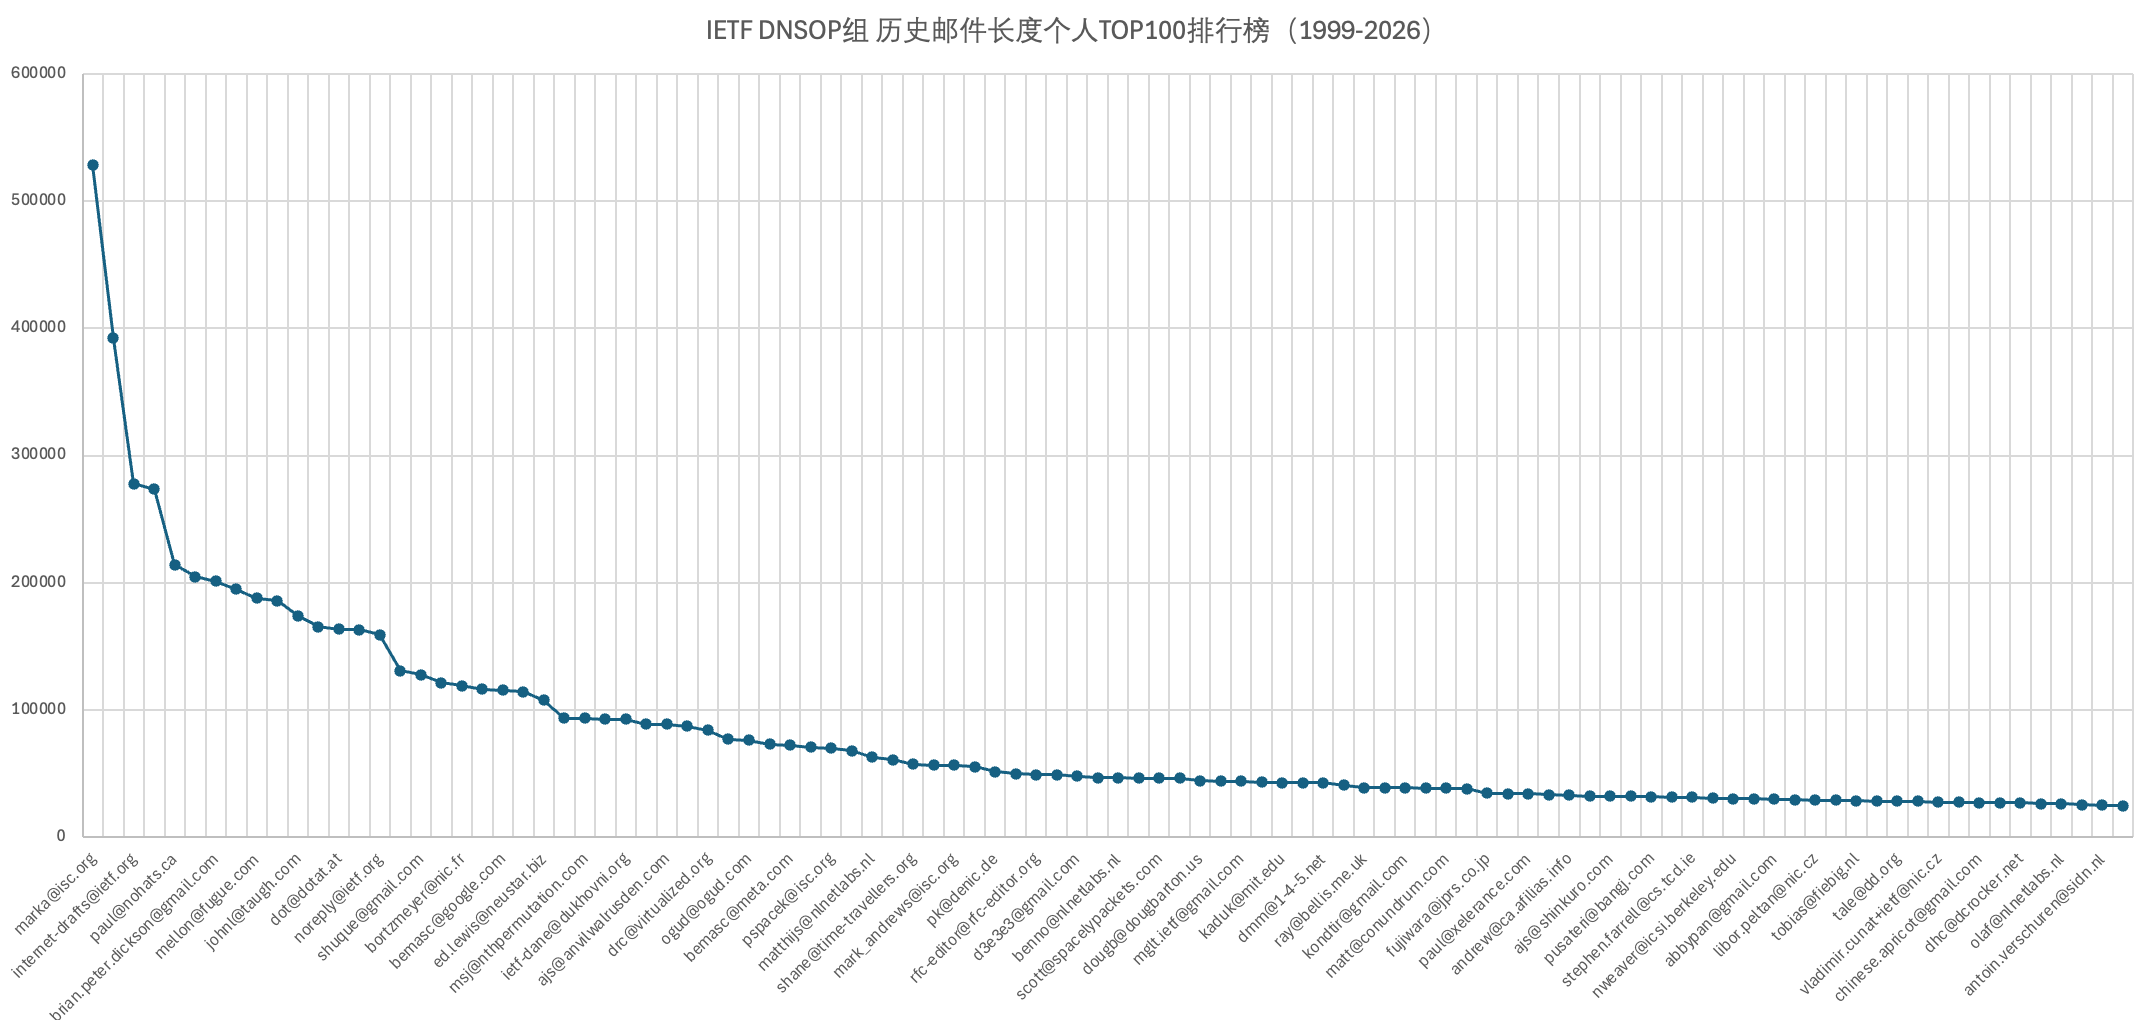 IETF DNSOP组 历史邮件长度个人TOP100排行榜（1999-2026）
600000
500000
400000
300000
200000
100000
0
marka@isc.org
internet-drafts@ietf.org
paul@nohats.ca
brian.peter.dickson@gmail.com
mellon@fugue.com
johnl@taugh.com
dot@dotat.at
noreply@ietf.org
shuque@gmail.com
bortzmeyer@nic.fr
bemasc@google.com
ed.lewis@neustar.biz
msj@nthpermutation.com
ietf-dane@dukhovni.org
ajs@anvilwalrusden.com
drc@virtualized.org
ogud@ogud.com
bemasc@meta.com
pspacek@isc.org
matthijs@nlnetlabs.nl
shane@time-travellers.org
mark_andrews@isc.org
pk@denic.de
rfc-editor@rfc-editor.org
d3e3e3@gmail.com
benno@nlnetlabs.nl
scott@spacelypackets.com
dougb@dougbarton.us
mgtt.ietf@gmail.com
kaduk@mit.edu
dmm@1-4-5.net
ray@bellis.me.uk
kondtir@gmail.com
matt@conundrum.com
fujiwara@jprs.co.jp
paul@xelerance.com
andrew@ca.afilias.info
ajs@shinkuro.com
pusateri@bangj.com
stephen.farrell@cs.tcd.ie
nweaver@icsi.berkeley.edu
abbypan@gmail.com
libor.peltan@nic.cz
tobias@fiebig.nl
tale@dd.org
vladimir.cunat+ietf@nic.cz
chinese.apricot@gmail.com
dhc@dcrocker.net
olaf@nlnetlabs.nl
antoin.verschuren@sidn.nl